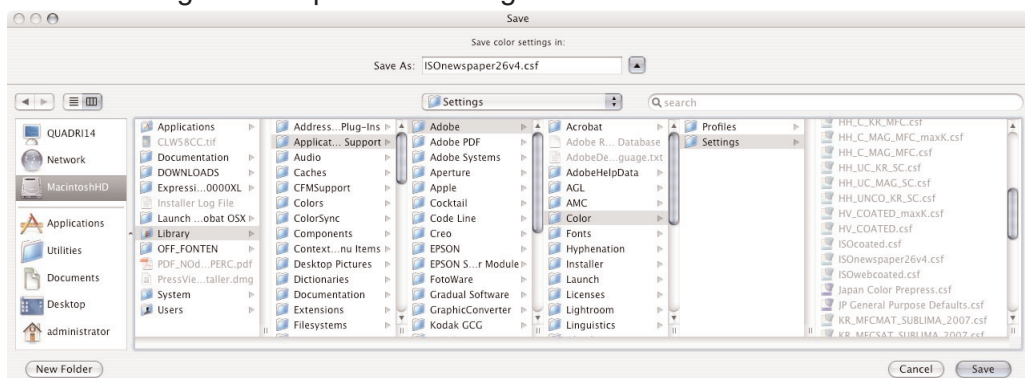 Save
Save color settings in:
Save As: ISOnewspaper26v4.csf
Settings
search
QUADRI14
Network
MacintoshHD
Applications
Utilities
Documents
Desktop
administrator
Applications
CLW58CC.tif
Documentation
DOWNLOADS
Expressi...0000XL
Installer Log File
Launch ...obat OSX
Library
OFF_FONTEN
PDF_NOd...PERC.pdf
PressVie...taller.dmg
System
Users
Address...Plug-Ins
Applicat... Support
Audio
Caches
CFMSupport
Colors
ColorSync
Components
Context...nu Items
Desktop Pictures
Dictionaries
Documentation
Extensions
Filesystems
Adobe
Adobe PDF
Adobe Systems
Aperture
Apple
Cocktail
Code Line
Creo
EPSON
EPSON S...r Module
FotoWare
Gradual Software
GraphicConverter
Kodak GCG
Acrobat
Adobe R... Database
AdobeDe...guage.txt
AdobeHelpData
AGL
AMC
Color
Fonts
Hyphenation
Installer
Launch
Licenses
Lightroom
Linguistics
Profiles
Settings
HH_C_KR_MFC.csf
HH_C_MAG_MFC_maxK.csf
HH_C_MAG_MFC.csf
HH_UC_KR_SC.csf
HH_UC_MAG_SC.csf
HH_UNCO_KR_SC.csf
HV_COATED_maxK.csf
HV_COATED.csf
ISOcoated.csf
ISOnewspaper26v4.csf
ISOwebcoated.csf
Japan Color Prepress.csf
JP General Purpose Defaults.csf
KR_MFCMAT_SUBLIMA_2007.csf
KR_MFCSAT_SUBLIMA_2007.csf
New Folder
Cancel
Save